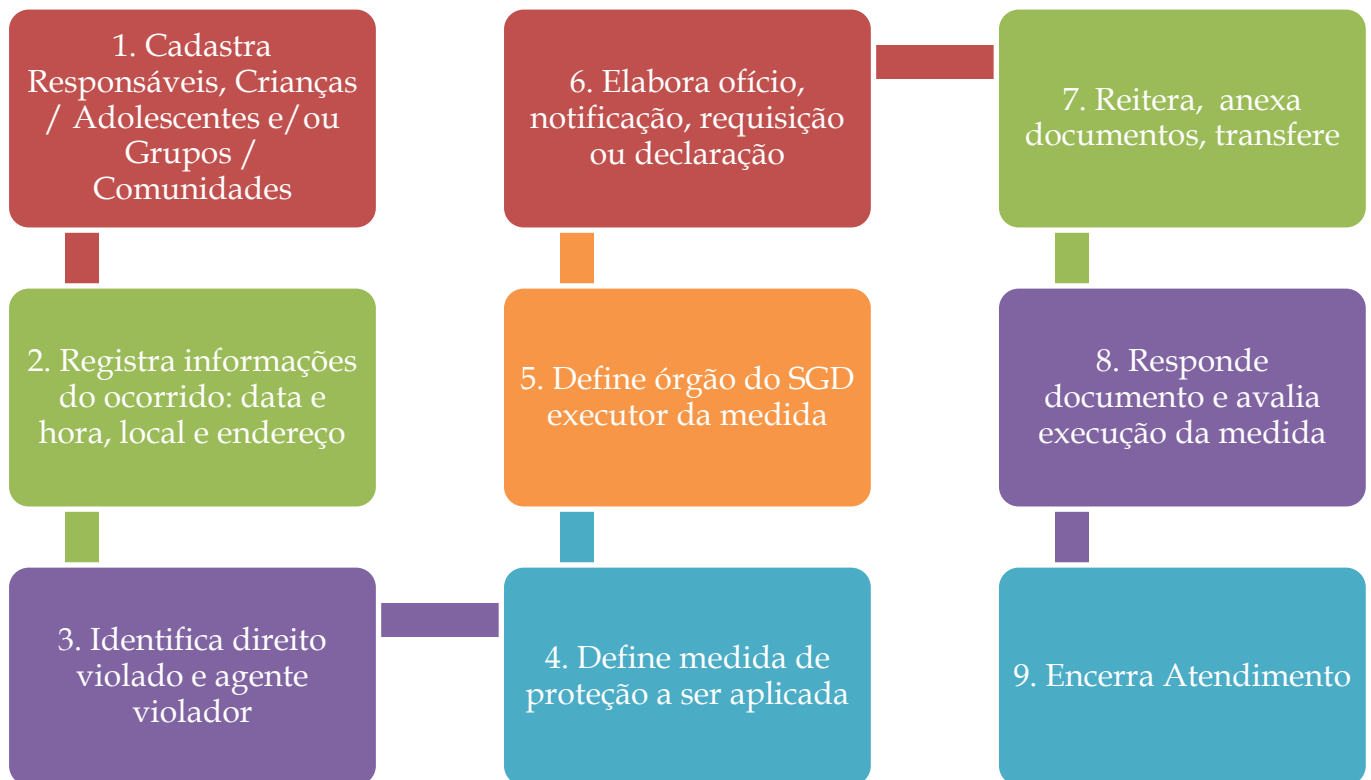 1. Cadastra
Responsáveis, Crianças
/ Adolescentes e/ou
Grupos /
Comunidades
2. Registra informações
do ocorrido: data e
hora, local e endereço
3. Identifica direito
violado e agente
violador
4. Define medida de
proteção a ser aplicada
5. Define órgão do SGD
executor da medida
6. Elabora ofício,
notificação, requisição
ou declaração
7. Reitera, anexa
documentos, transfere
8. Responde
documento e avalia
execução da medida
9. Encerra Atendimento